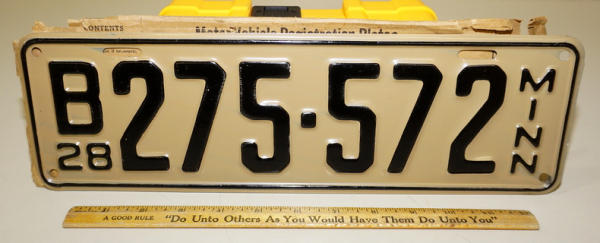 CONTENTS
Motor Vehicle Registration Plates
B275·572
28
MINN
A GOOD RULE "Do Unto Others As You Would Have Them Do Unto You"